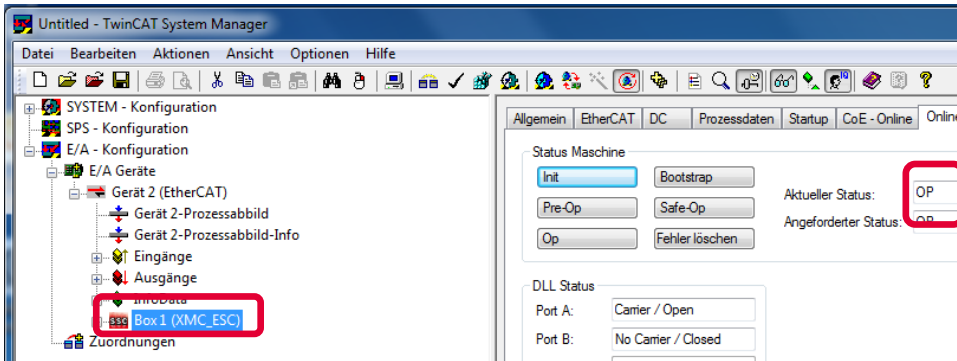 Untitled - TwinCAT System Manager
Datei Bearbeiten Aktionen Ansicht Optionen Hilfe
SYSTEM - Konfiguration
SPS - Konfiguration
E/A - Konfiguration
E/A Geräte
Gerät 2 (EtherCAT)
Gerät 2-Prozessabbild
Gerät 2-Prozessabbild-Info
Eingänge
Ausgänge
InfoData
Box 1 (XMC_ESC)
Zuordnungen
Allgemein EtherCAT DC Prozessdaten Startup CoE - Online Online
Status Maschine
Init Bootstrap
Pre-Op Safe-Op
Op Fehler löschen
Aktueller Status: OP
Angeforderter Status: OP
DLL Status
Port A: Carrier / Open
Port B: No Carrier / Closed